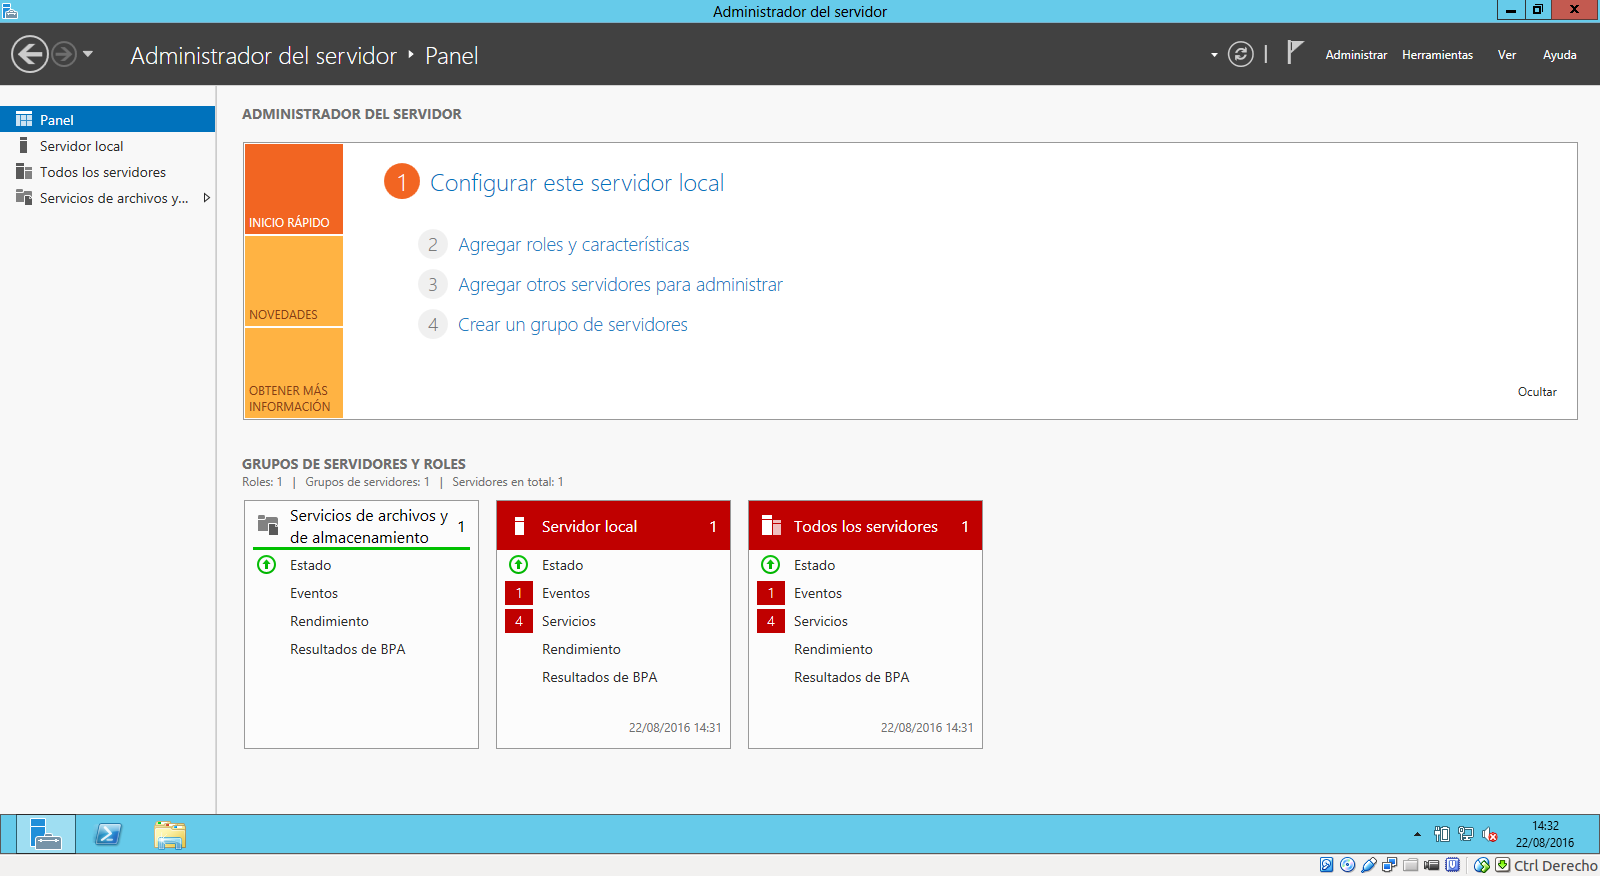 Administrador del servidor
Administrador del servidor ‣ Panel
Administrar Herramientas Ver Ayuda
Panel
Servidor local
Todos los servidores
Servicios de archivos y...
ADMINISTRADOR DEL SERVIDOR
INICIO RÁPIDO
NOVEDADES
OBTENER MÁS
INFORMACIÓN
1 Configurar este servidor local
2 Agregar roles y características
3 Agregar otros servidores para administrar
4 Crear un grupo de servidores
Ocultar
GRUPOS DE SERVIDORES Y ROLES
Roles: 1 | Grupos de servidores: 1 | Servidores en total: 1
Servicios de archivos y
de almacenamiento 1
Estado
Eventos
Rendimiento
Resultados de BPA
Servidor local 1
Estado
1 Eventos
4 Servicios
Rendimiento
Resultados de BPA
22/08/2016 14:31
Todos los servidores 1
Estado
1 Eventos
4 Servicios
Rendimiento
Resultados de BPA
22/08/2016 14:31
14:32
22/08/2016
Ctrl Derecho